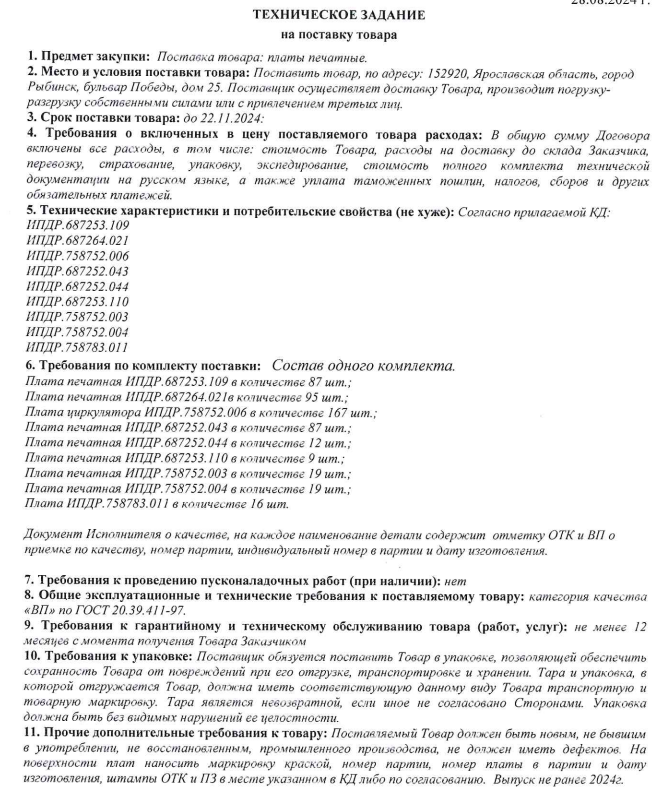 28.08.2024 г.
ТЕХНИЧЕСКОЕ ЗАДАНИЕ
на поставку товара
1. Предмет закупки: Поставка товара: платы печатные.
2. Место и условия поставки товара: Поставить товар, по адресу: 152920, Ярославская область, город
Рыбинск, бульвар Победы, дом 25. Поставщик осуществляет доставку Товара, производит погрузку-
разгрузку собственными силами или с привлечением третьих лиц.
3. Срок поставки товара: до 22.11.2024:
4. Требования о включенных в цену поставляемого товара расходах: В общую сумму Договора
включены все расходы, в том числе: стоимость Товара, расходы на доставку до склада Заказчика,
перевозку, страхование, упаковку, экспедирование, стоимость полного комплекта технической
документации на русском языке, а также уплата таможенных пошлин, налогов, сборов и других
обязательных платежей.
5. Технические характеристики и потребительские свойства (не хуже): Согласно прилагаемой КД:
ИПДР.687253.109
ИПДР.687264.021
ИПДР.758752.006
ИПДР.687252.043
ИПДР.687252.044
ИПДР.687253.110
ИПДР.758752.003
ИПДР.758752.004
ИПДР.758783.011
6. Требования по комплекту поставки: Состав одного комплекта.
Плата печатная ИПДР.687253.109 в количестве 87 шт.;
Плата печатная ИПДР.687264.021в количестве 95 шт.;
Плата циркулятора ИПДР.758752.006 в количестве 167 шт.;
Плата печатная ИПДР.687252.043 в количестве 87 шт.;
Плата печатная ИПДР.687252.044 в количестве 12 шт.;
Плата печатная ИПДР.687253.110 в количестве 9 шт.;
Плата печатная ИПДР.758752.003 в количестве 19 шт.;
Плата печатная ИПДР.758752.004 в количестве 19 шт.;
Плата ИПДР.758783.011 в количестве 16 шт.
Документ Исполнителя о качестве, на каждое наименование детали содержит отметку ОТК и ВП о
приемке по качеству, номер партии, индивидуальный номер в партии и дату изготовления.
7. Требования к проведению пусконаладочных работ (при наличии): нет
8. Общие эксплуатационные и технические требования к поставляемому товару: категория качества
«ВП» по ГОСТ 20.39.411-97.
9. Требования к гарантийному и техническому обслуживанию товара (работ, услуг): не менее 12
месяцев с момента получения Товара Заказчиком
10. Требования к упаковке: Поставщик обязуется поставить Товар в упаковке, позволяющей обеспечить
сохранность Товара от повреждений при его отгрузке, транспортировке и хранении. Тара и упаковка, в
которой отгружается Товар, должна иметь соответствующую данному виду Товара транспортную и
товарную маркировку. Тара является невозвратной, если иное не согласовано Сторонами. Упаковка
должна быть без видимых нарушений ее целостности.
11. Прочие дополнительные требования к товару: Поставляемый Товар должен быть новым, не бывшим
в употреблении, не восстановленным, промышленного производства, не должен иметь дефектов. На
поверхности плат наносить маркировку краской, номер партии, номер платы в партии и дату
изготовления, штампы ОТК и ПЗ в месте указанном в КД либо по согласованию. Выпуск не ранее 2024г.